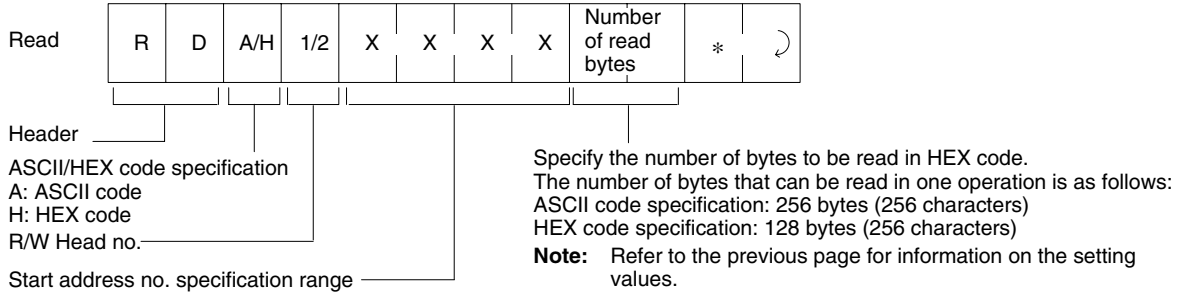 Read R D A/H 1/2 X X X X Number of read bytes * ⤸
Header
ASCII/HEX code specification
A: ASCII code
H: HEX code
R/W Head no.
Start address no. specification range
Specify the number of bytes to be read in HEX code.
The number of bytes that can be read in one operation is as follows:
ASCII code specification: 256 bytes (256 characters)
HEX code specification: 128 bytes (256 characters)
Note: Refer to the previous page for information on the setting
values.